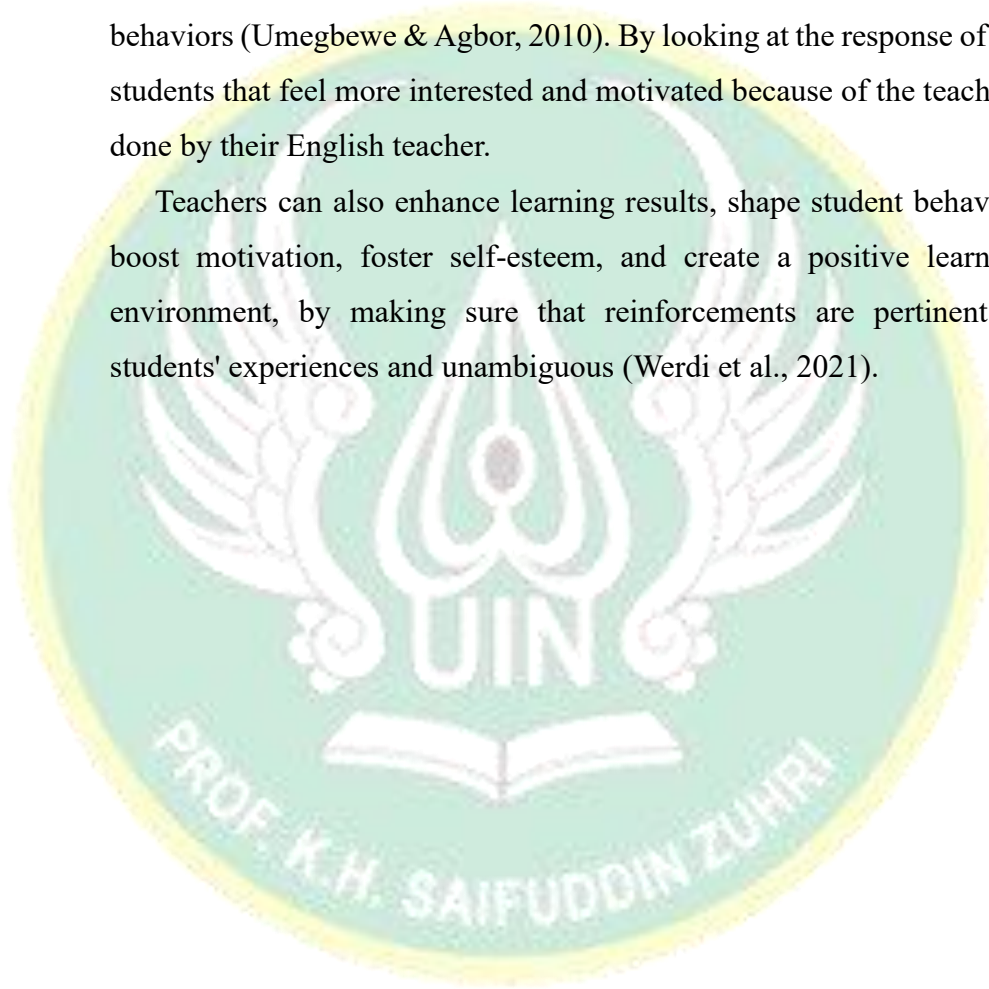 behaviors (Umegbewe & Agbor, 2010). By looking at the response of
students that feel more interested and motivated because of the teach
done by their English teacher.
Teachers can also enhance learning results, shape student behav
boost motivation, foster self-esteem, and create a positive learn
environment, by making sure that reinforcements are pertinent
students' experiences and unambiguous (Werdi et al., 2021).
UIN
PROF. K.H. SAIFUDDIN ZUHRI